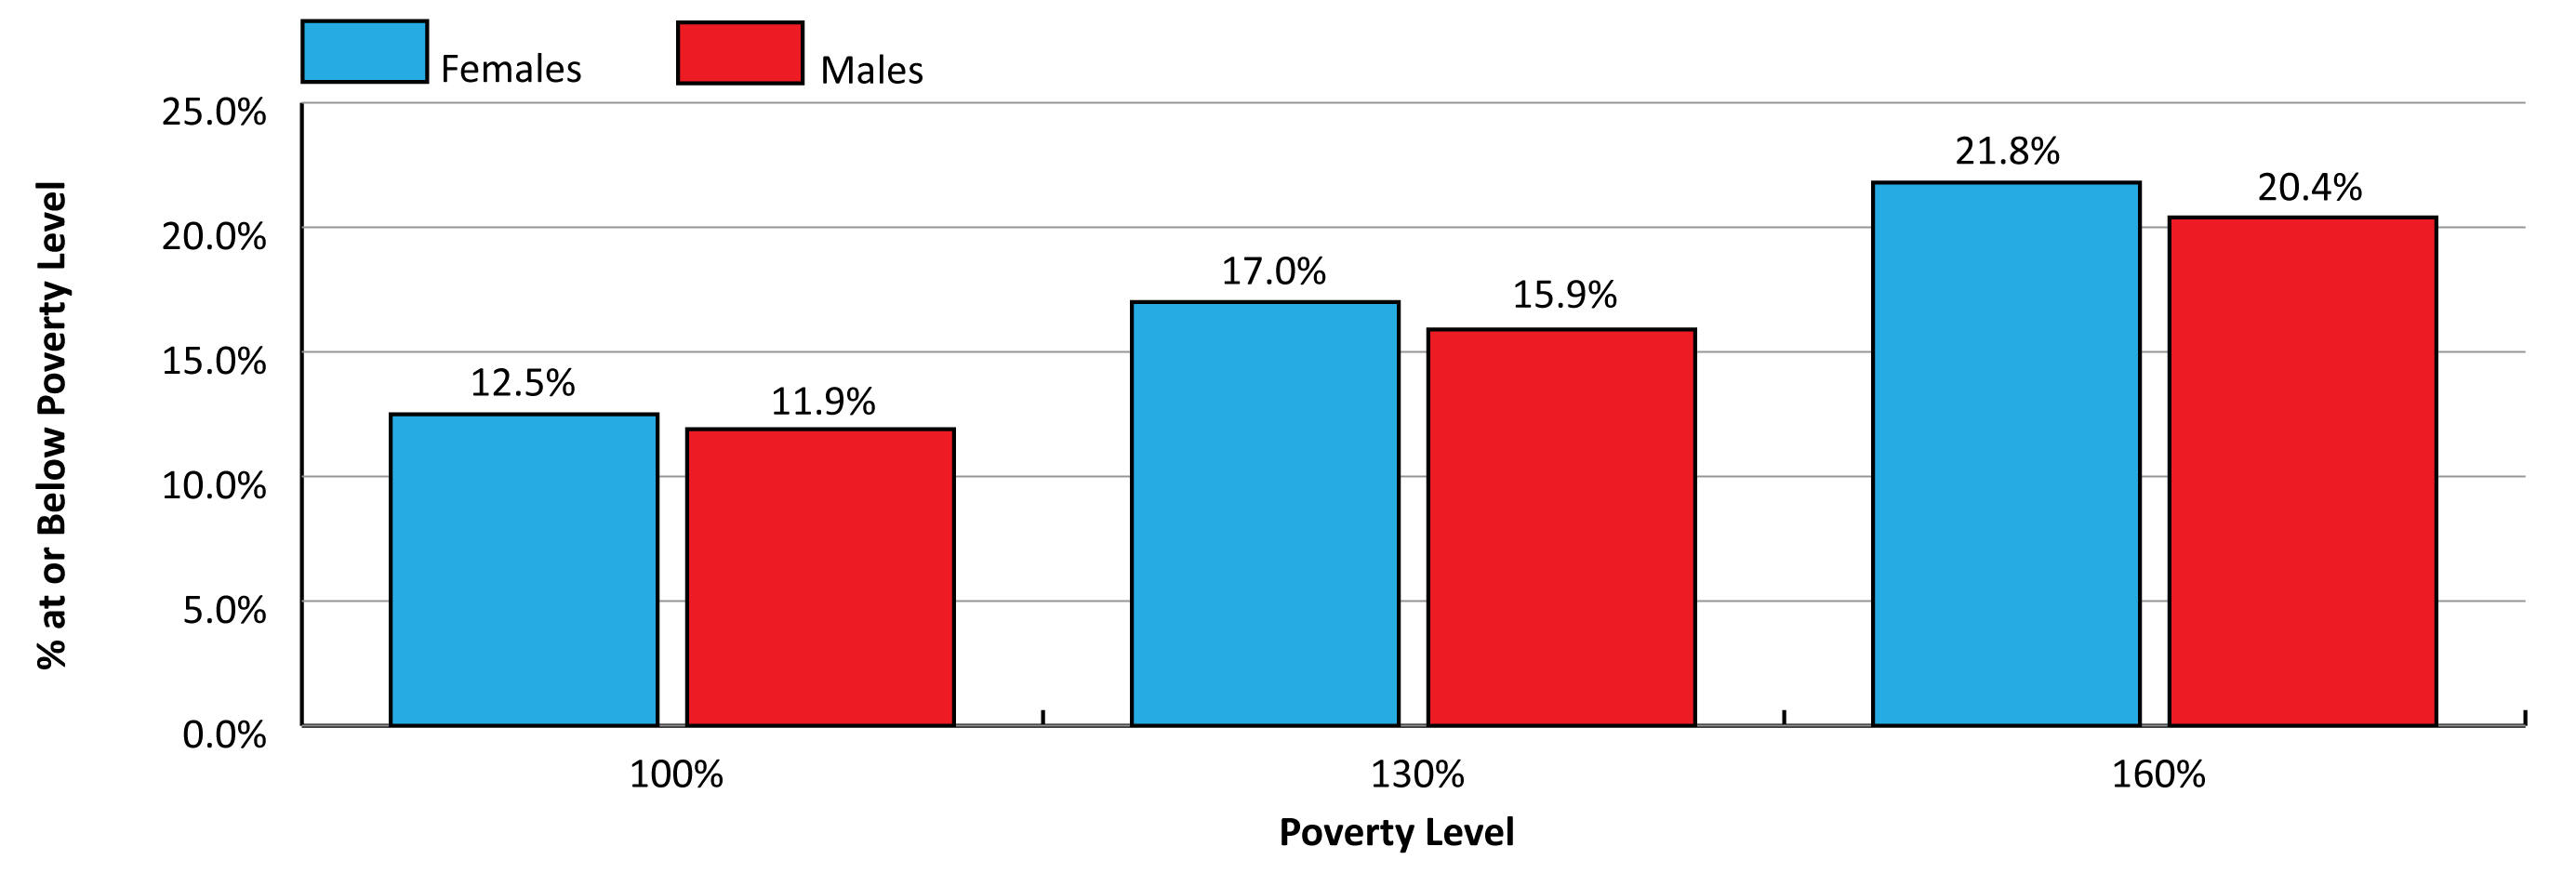 Females Males
25.0%
20.0%
15.0%
10.0%
5.0%
0.0%
% at or Below Poverty Level
12.5% 11.9%
17.0% 15.9%
21.8% 20.4%
100% 130% 160%
Poverty Level